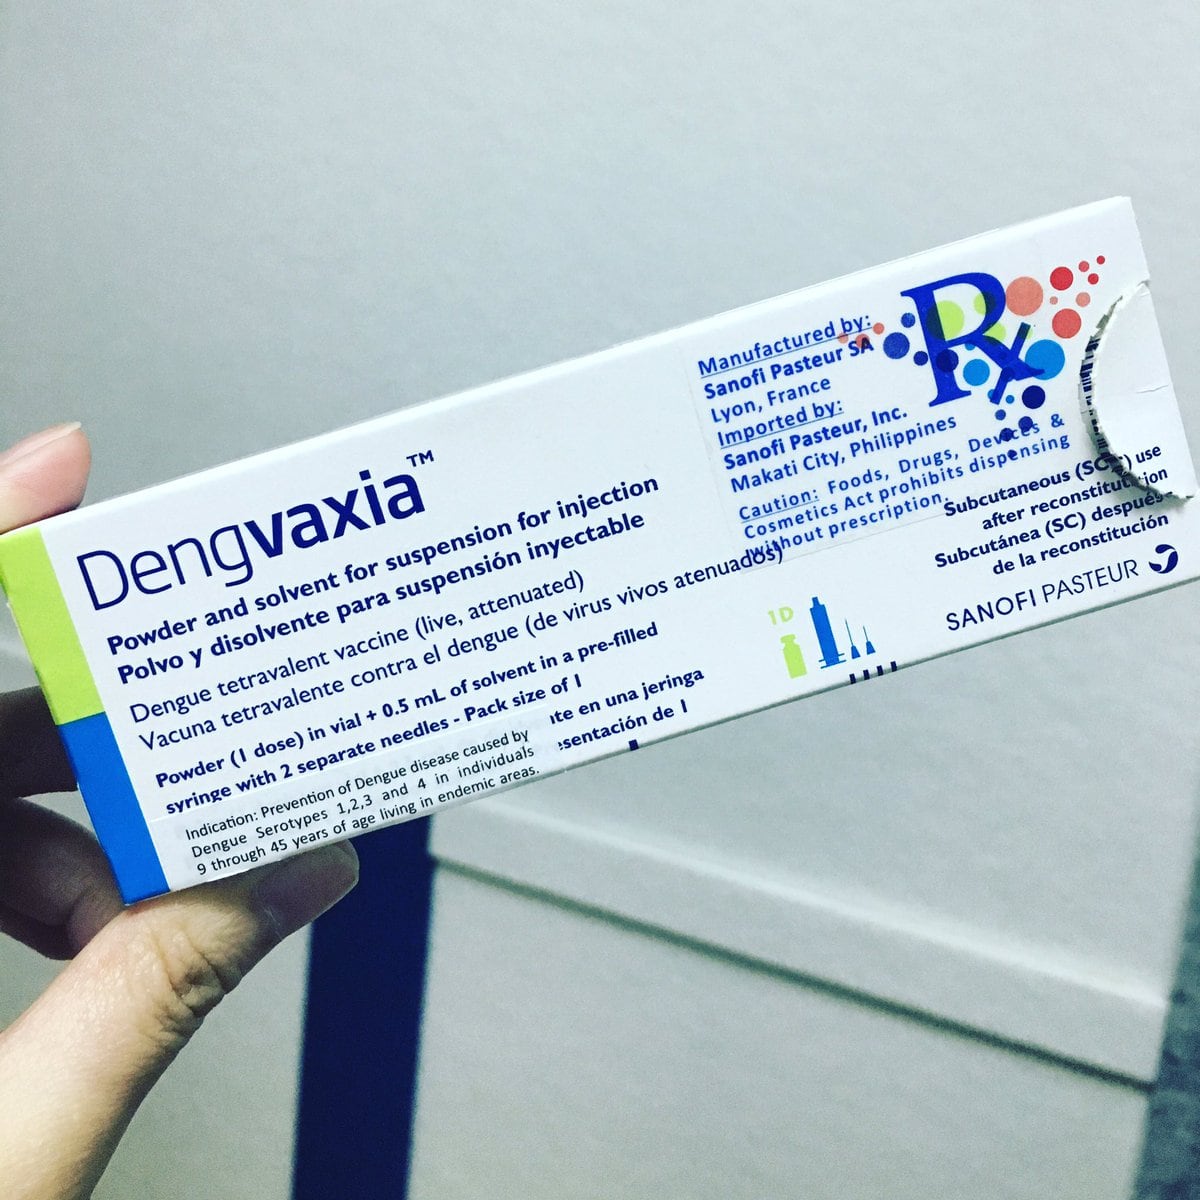 Dengvaxia™
Powder and solvent for suspension for injection
Polvo y disolvente para suspensión inyectable
Dengue tetravalent vaccine (live, attenuated)
Vacuna tetravalente contra el dengue (de virus vivos atenuados)
Powder (1 dose) in vial + 0.5 mL of solvent in a pre-filled
syringe with 2 separate needles - Pack size of 1
en una jeringa
de 1
Indication: Prevention of Dengue disease caused by
Dengue Serotypes 1,2,3 and 4 in individuals
9 through 45 years of age living in endemic areas.
Manufactured by:
Sanofi Pasteur SA
Lyon, France
Imported by:
Sanofi Pasteur, Inc.
Makati City, Philippines
Caution: Foods, Drugs, Devices &
Cosmetics Act prohibits dispensing
without prescription.
Rx
1D
Subcutaneous (SC) use
after reconstitution
Subcutánea (SC) después
de la reconstitución
SANOFI PASTEUR